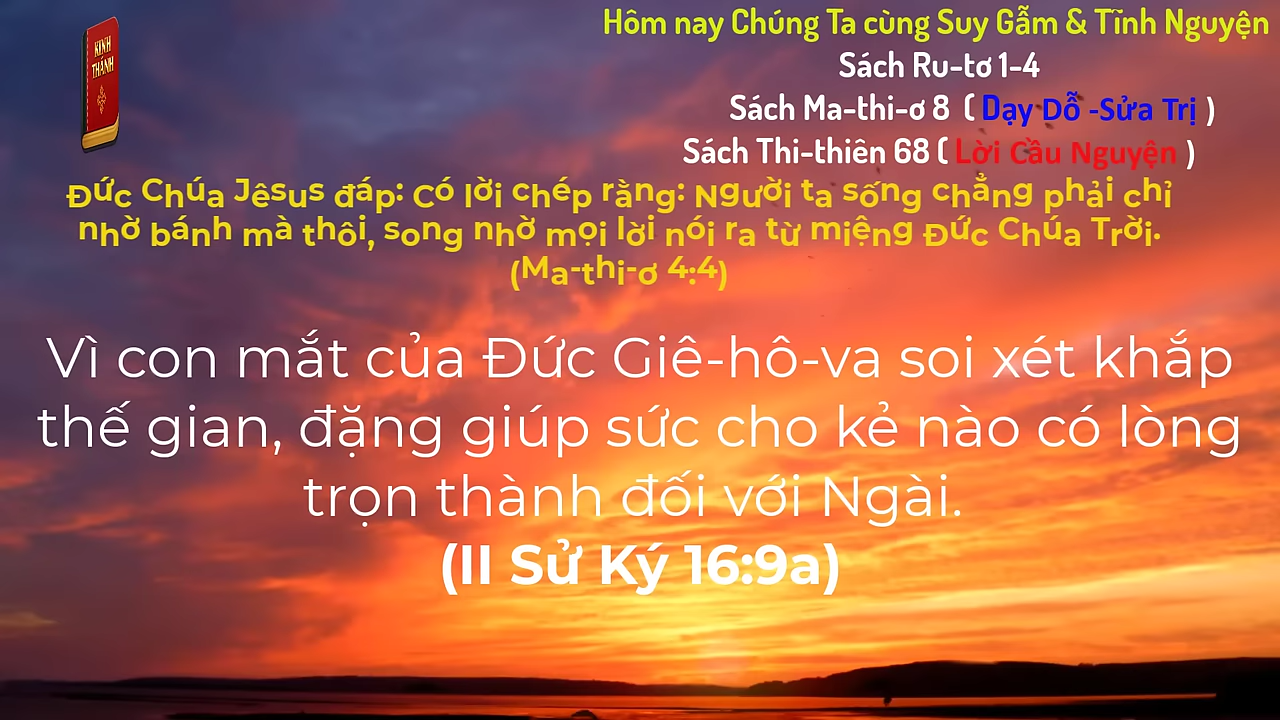 KINH
THÁNH
Hôm nay Chúng Ta cùng Suy Gẫm & Tĩnh Nguyện
Sách Ru-tơ 1-4
Sách Ma-thi-ơ 8 ( Dạy Dỗ -Sửa Trị )
Sách Thi-thiên 68 ( Lời Cầu Nguyện )
Đức Chúa Jêsus đáp: Có lời chép rằng: Người ta sống chẳng phải chỉ
nhờ bánh mà thôi, song nhờ mọi lời nói ra từ miệng Đức Chúa Trời.
(Ma-thi-ơ 4:4)
Vì con mắt của Đức Giê-hô-va soi xét khắp
thế gian, đặng giúp sức cho kẻ nào có lòng
trọn thành đối với Ngài.
(II Sử Ký 16:9a)